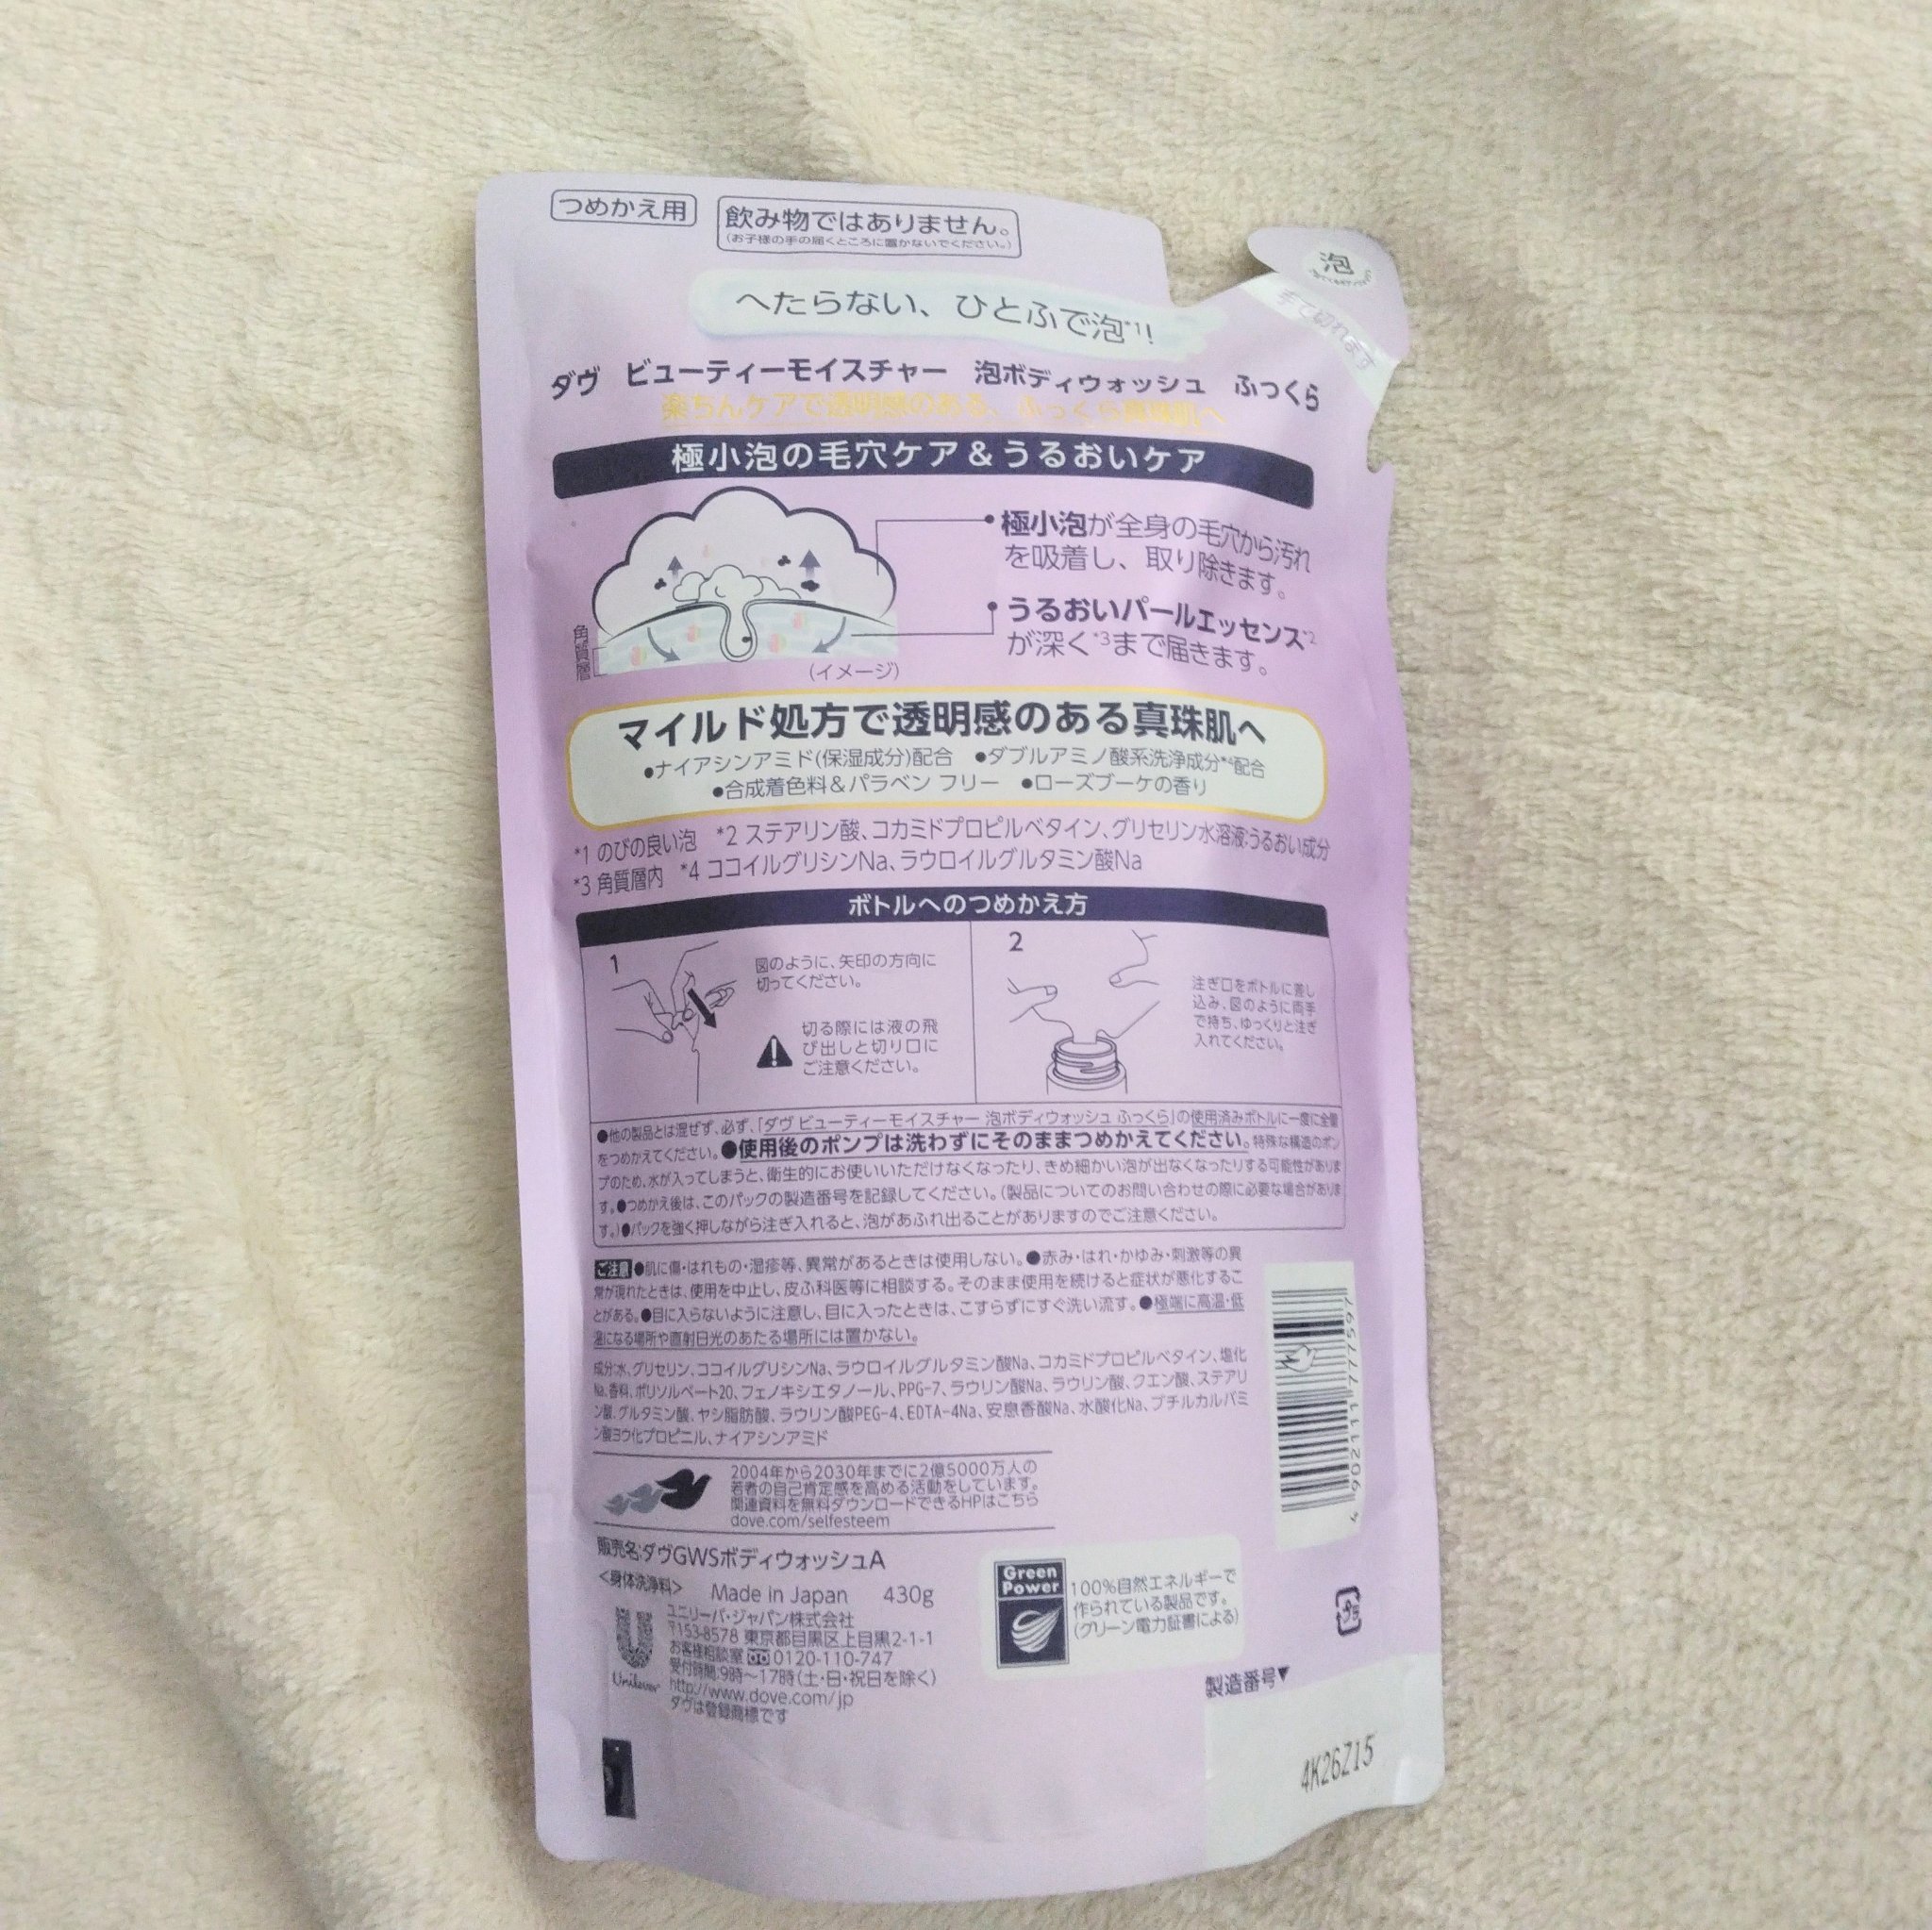 つめかえ用
飲み物ではありません。
(お子様の手の届くところに置かないでください。)
泡
手で切れます
へたらない、ひとふで泡*1!
ダヴ ビューティーモイスチャー 泡ボディウォッシュ ふっくら
楽ちんケアで透明感のある、ふっくら真珠肌へ
極小泡の毛穴ケア&うるおいケア
極小泡が全身の毛穴から汚れ
を吸着し、取り除きます。
うるおいパールエッセンス*2
が深く*3まで届きます。
角質層
(イメージ)
マイルド処方で透明感のある真珠肌へ
●ナイアシンアミド(保湿成分)配合 ●ダブルアミノ酸系洗浄成分*4配合
●合成着色料&パラベン フリー ●ローズブーケの香り
*1 のびの良い泡 *2 ステアリン酸、コカミドプロピルベタイン、グリセリン水溶液:うるおい成分
*3 角質層内 *4 ココイルグリシンNa、ラウロイルグルタミン酸Na
ボトルへのつめかえ方
1
図のように、矢印の方向に
切ってください。
切る際には液の飛
び出しと切り口に
ご注意ください。
2
注ぎ口をボトルに差し
込み、図のように両手
で持ち、ゆっくりと注ぎ
入れてください。
●他の製品とは混ぜず、必ず、「ダヴ ビューティーモイスチャー 泡ボディウォッシュ ふっくら」の使用済みボトルに一度に全量
をつめかえてください。●使用後のポンプは洗わずにそのままつめかえてください。特殊な構造のポン
プのため、水が入ってしまうと、衛生的にお使いいただけなくなったり、きめ細かい泡が出なくなったりする可能性がありま
す。●つめかえ後は、このパックの製造番号を記録してください。(製品についてのお問い合わせの際に必要な場合がありま
す。)●パックを強く押しながら注ぎ入れると、泡があふれ出ることがありますのでご注意ください。
ご注意●肌に傷・はれもの・湿疹等、異常があるときは使用しない。●赤み・はれ・かゆみ・刺激等の異
常が現れたときは、使用を中止し、皮ふ科医等に相談する。そのまま使用を続けると症状が悪化するこ
とがある。●目に入らないように注意し、目に入ったときは、こすらずにすぐ洗い流す。●極端に高温・低
温になる場所や直射日光のあたる場所には置かない。
成分:水、グリセリン、ココイルグリシンNa、ラウロイルグルタミン酸Na、コカミドプロピルベタイン、塩化
Na、香料、ポリソルベート20、フェノキシエタノール、PPG-7、ラウリン酸Na、ラウリン酸、クエン酸、ステアリ
ン酸、グルタミン酸、ヤシ脂肪酸、ラウリン酸PEG-4、EDTA-4Na、安息香酸Na、水酸化Na、ブチルカルバミ
ン酸ヨウ化プロピニル、ナイアシンアミド
4 902111 777597
2004年から2030年までに2億5000万人の
若者の自己肯定感を高める活動をしています。
関連資料を無料ダウンロードできるHPはこちら
dove.com/selfesteem
販売名:ダヴGWSボディウォッシュA
<身体洗浄料> Made in Japan 430g
Unilever
ユニリーバ・ジャパン株式会社
〒153-8578 東京都目黒区上目黒2-1-1
お客様相談室 0120-110-747
受付時間:9時〜17時(土・日・祝日を除く)
http://www.dove.com/jp
ダヴは登録商標です
Green
Power
100%自然エネルギーで
作られている製品です。
(グリーン電力証書による)
製造番号▼
4K26Z15